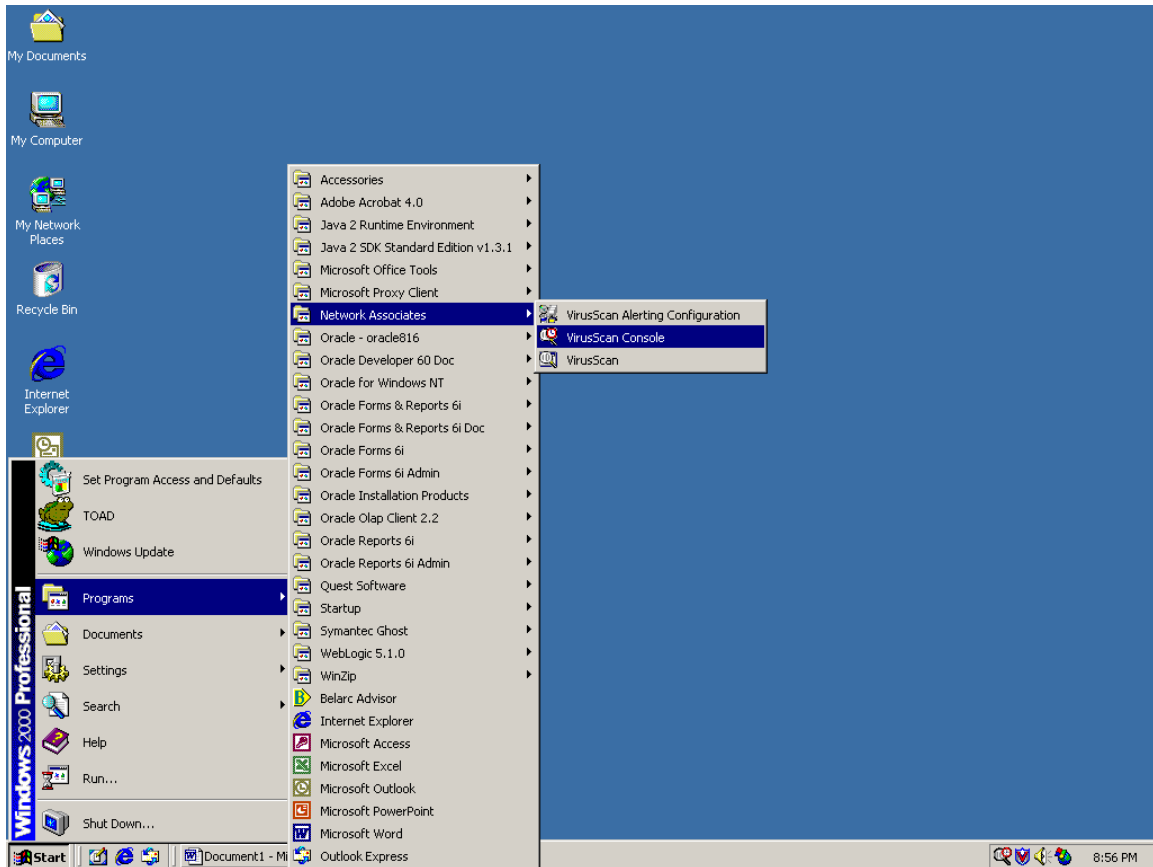 My Documents
My Computer
My Network
Places
Recycle Bin
Internet
Explorer
Set Program Access and Defaults
TOAD
Windows Update
Programs
Documents
Settings
Search
Help
Run...
Shut Down...
Windows 2000 Professional
Accessories
Adobe Acrobat 4.0
Java 2 Runtime Environment
Java 2 SDK Standard Edition v1.3.1
Microsoft Office Tools
Microsoft Proxy Client
Network Associates
Oracle - oracle816
Oracle Developer 60 Doc
Oracle for Windows NT
Oracle Forms & Reports 6i
Oracle Forms & Reports 6i Doc
Oracle Forms 6i
Oracle Forms 6i Admin
Oracle Installation Products
Oracle Olap Client 2.2
Oracle Reports 6i
Oracle Reports 6i Admin
Quest Software
Startup
Symantec Ghost
WebLogic 5.1.0
WinZip
Belarc Advisor
Internet Explorer
Microsoft Access
Microsoft Excel
Microsoft Outlook
Microsoft PowerPoint
Microsoft Word
Outlook Express
VirusScan Alerting Configuration
VirusScan Console
VirusScan
Start
Document1 - Mi
8:56 PM